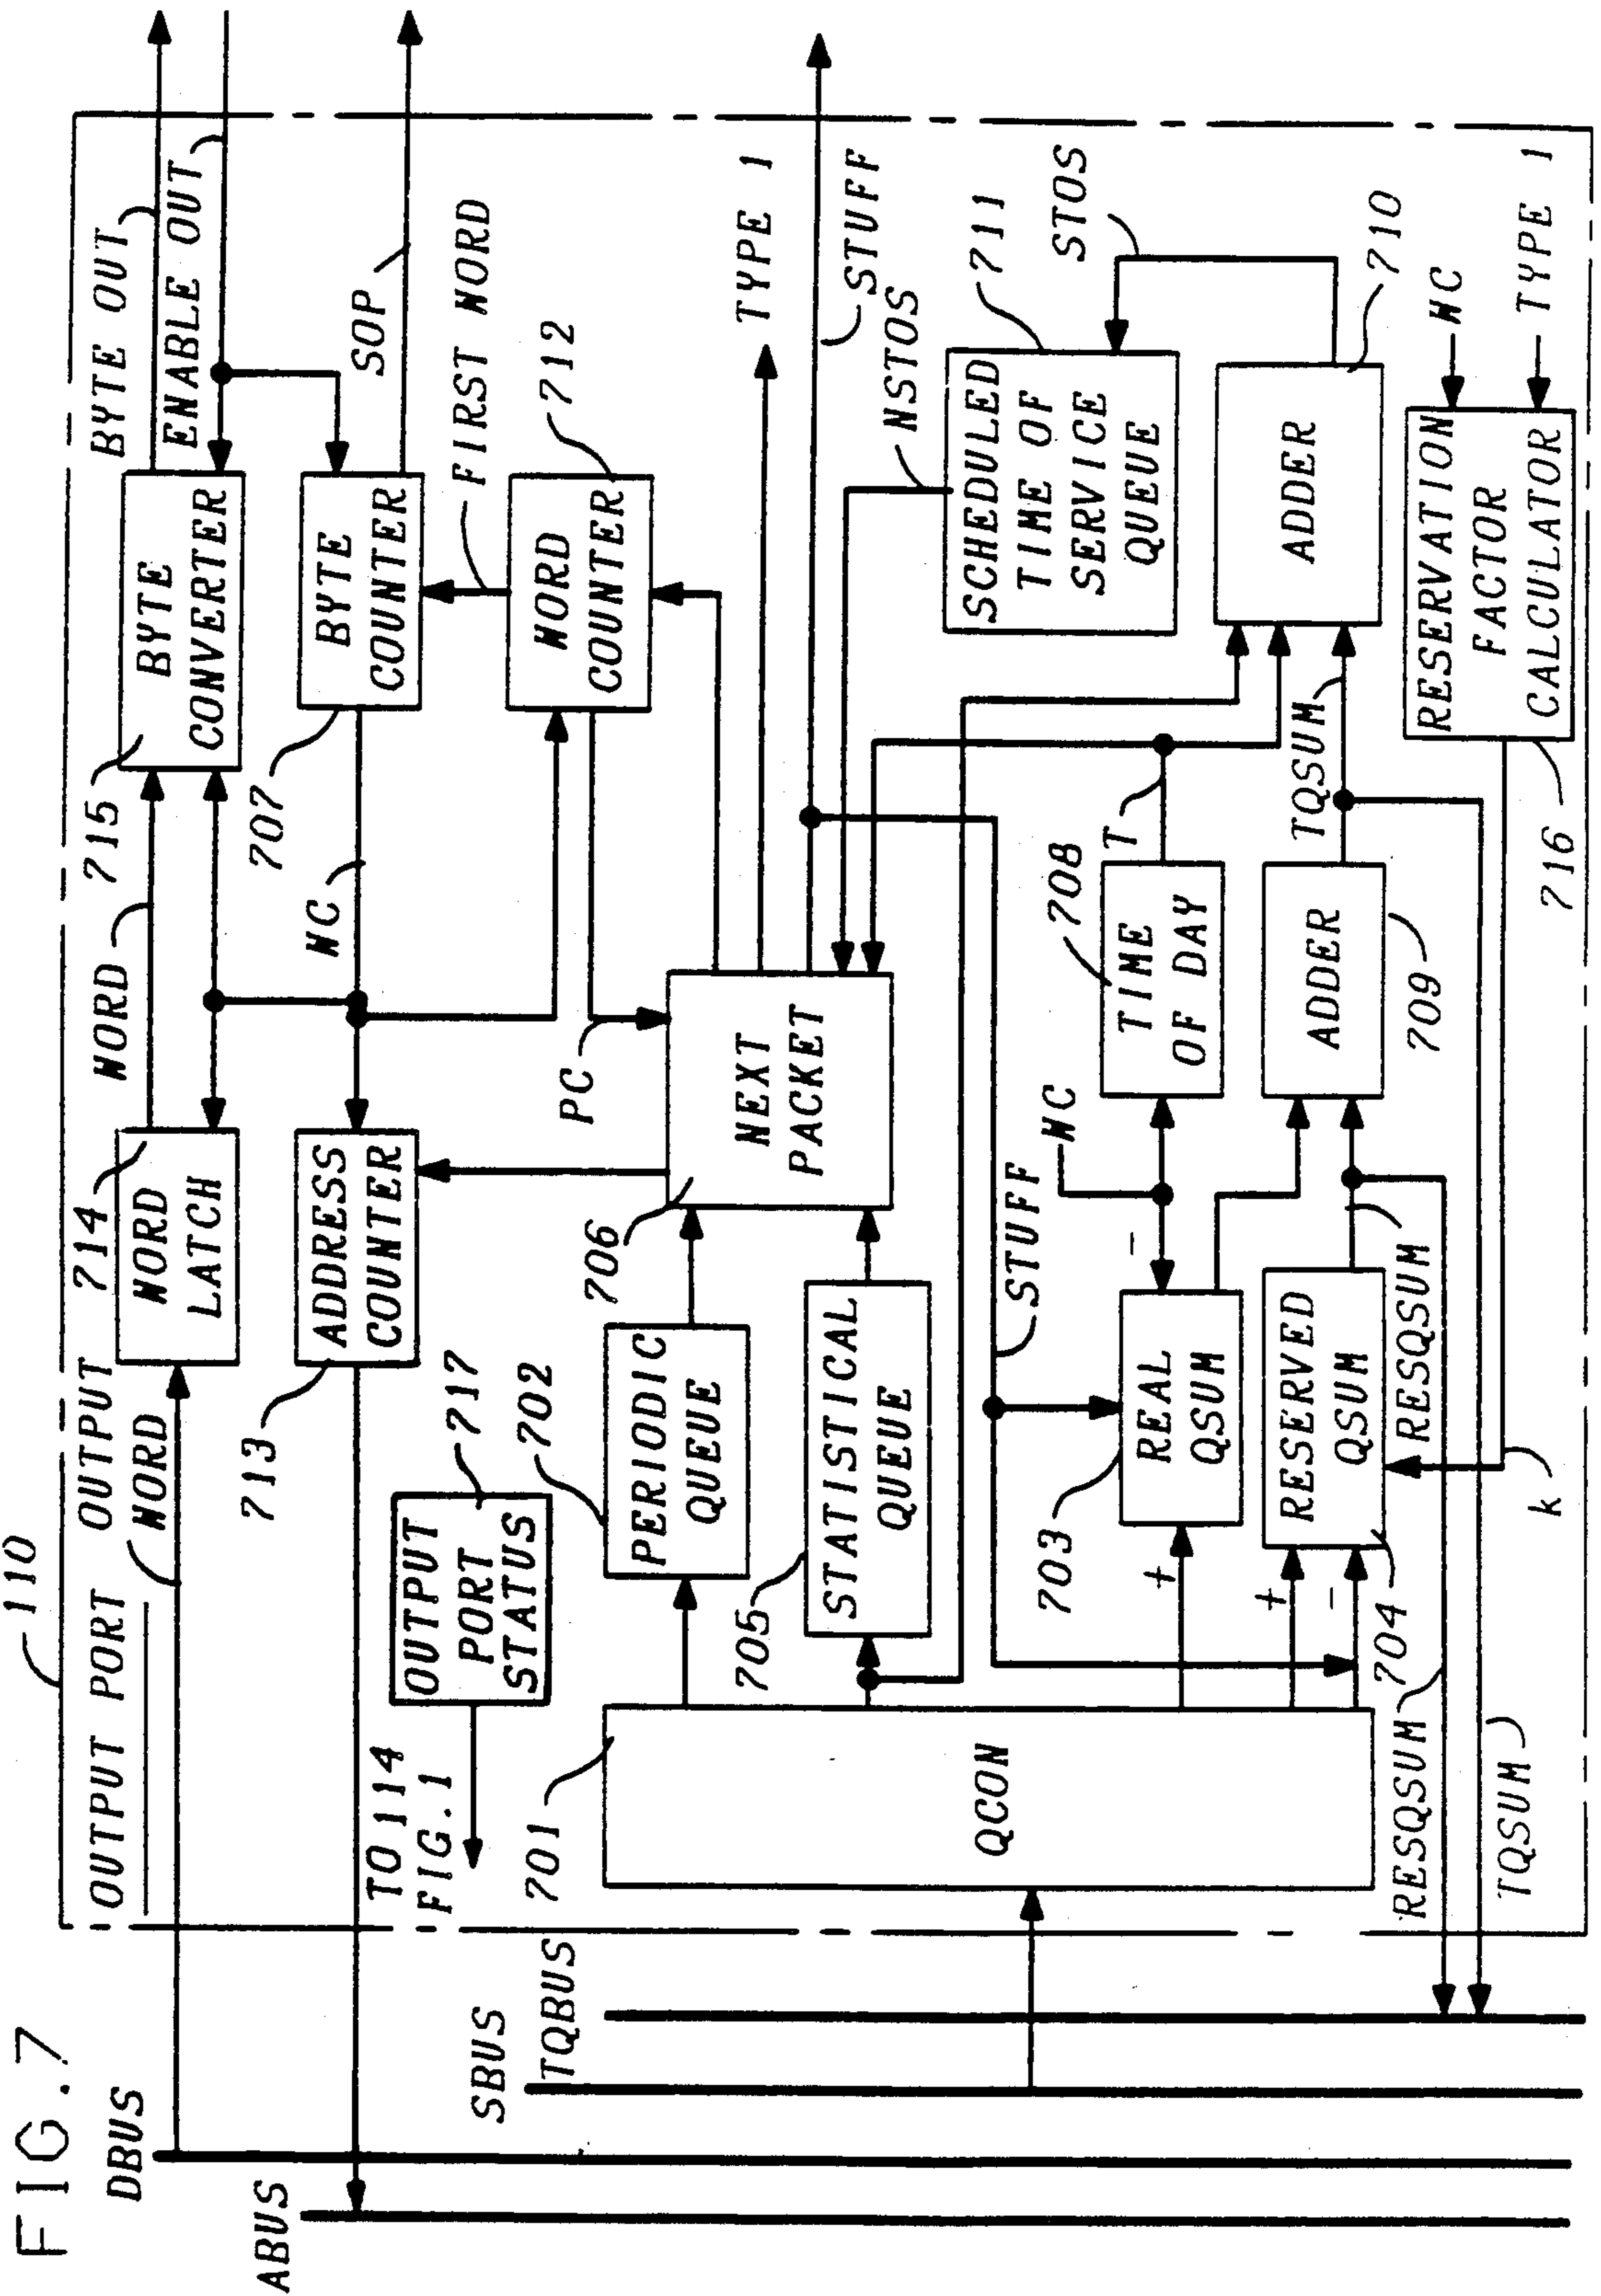 FIG. 7
110
OUTPUT PORT
DBUS
ABUS
SBUS
TQBUS
OUTPUT
WORD
714
WORD
LATCH
WORD
715
BYTE
CONVERTER
BYTE OUT
ENABLE OUT
713
ADDRESS
COUNTER
WC
707
BYTE
COUNTER
SOP
FIRST WORD
WORD
COUNTER
712
PC
TO 114
FIG. 1
OUTPUT
PORT
STATUS
717
702
PERIODIC
QUEUE
706
NEXT
PACKET
TYPE 1
STUFF
705
STATISTICAL
QUEUE
NSTOS
SCHEDULED
TIME OF
SERVICE
QUEUE
711
STOS
701
QCON
STUFF
WC
708
TIME
OF DAY
T
703
REAL
QSUM
+
-
704
RESERVED
QSUM
+
-
RESQSUM
ADDER
709
TQSUM
ADDER
710
RESERVATION
FACTOR
CALCULATOR
WC
TYPE 1
716
k
RESQSUM
TQSUM